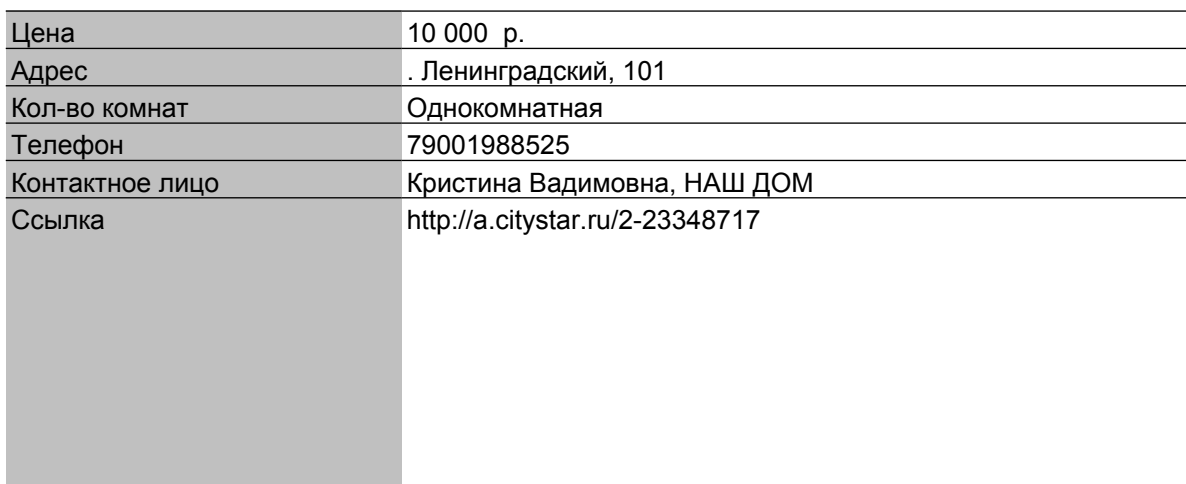 Цена 10 000 р.
Адрес . Ленинградский, 101
Кол-во комнат Однокомнатная
Телефон 79001988525
Контактное лицо Кристина Вадимовна, НАШ ДОМ
Ссылка http://a.citystar.ru/2-23348717